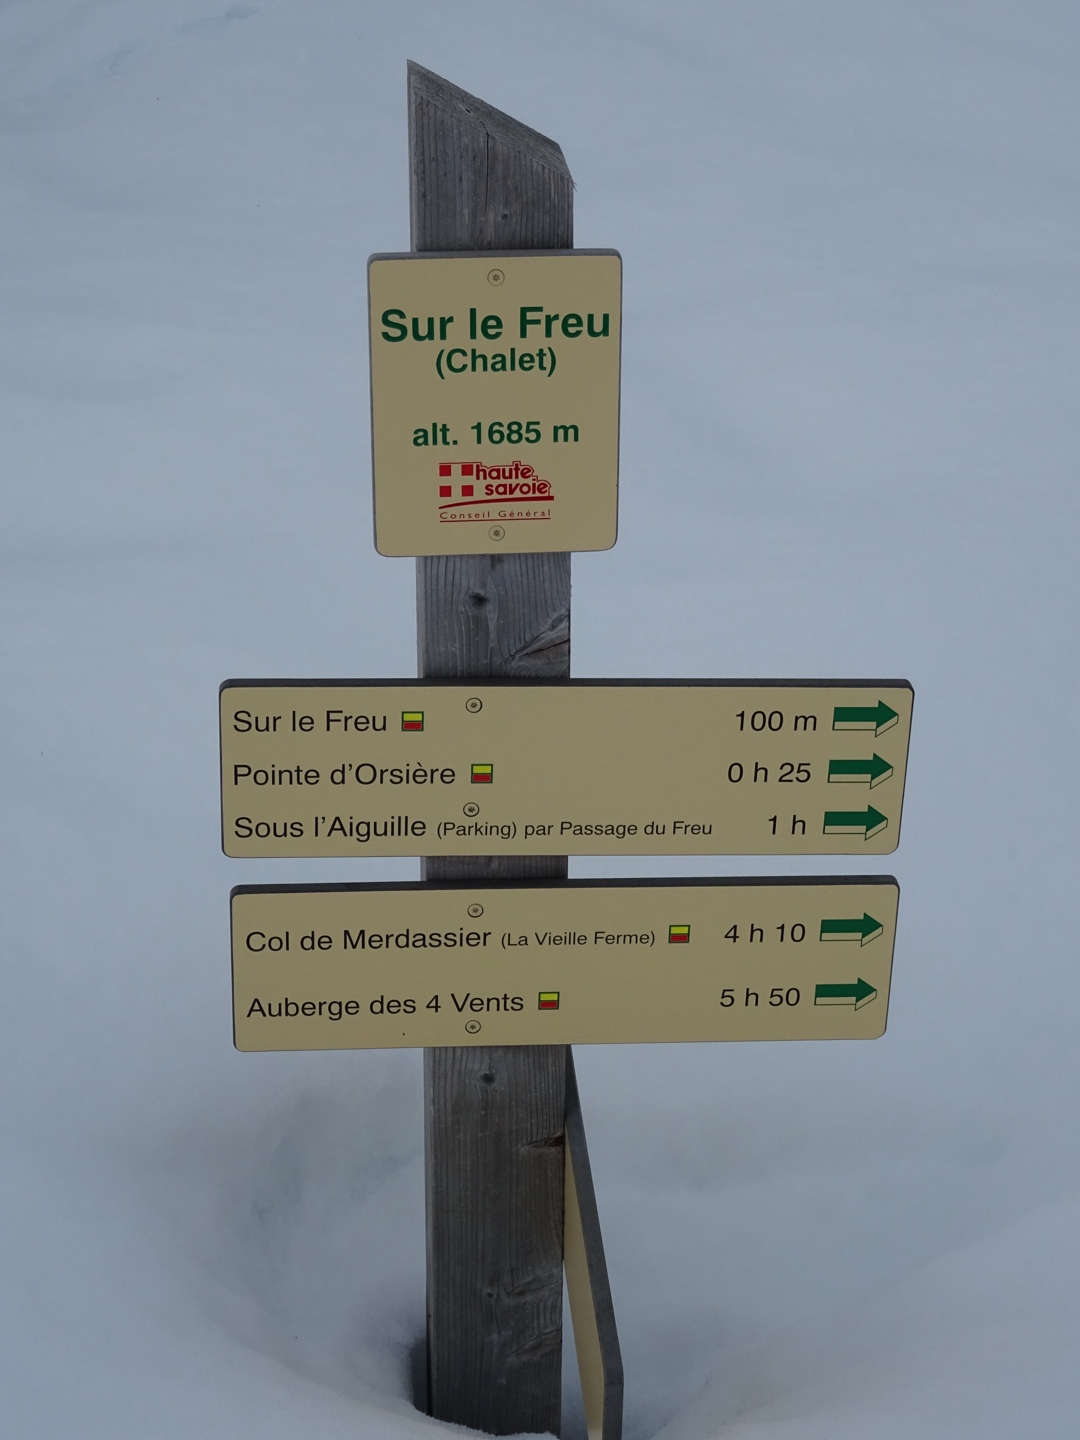 Sur le Freu
(Chalet)
alt. 1685 m
haute
savoie
Conseil Général
Sur le Freu 100 m
Pointe d'Orsière 0 h 25
Sous l'Aiguille (Parking) par Passage du Freu 1 h
Col de Merdassier (La Vieille Ferme) 4 h 10
Auberge des 4 Vents 5 h 50